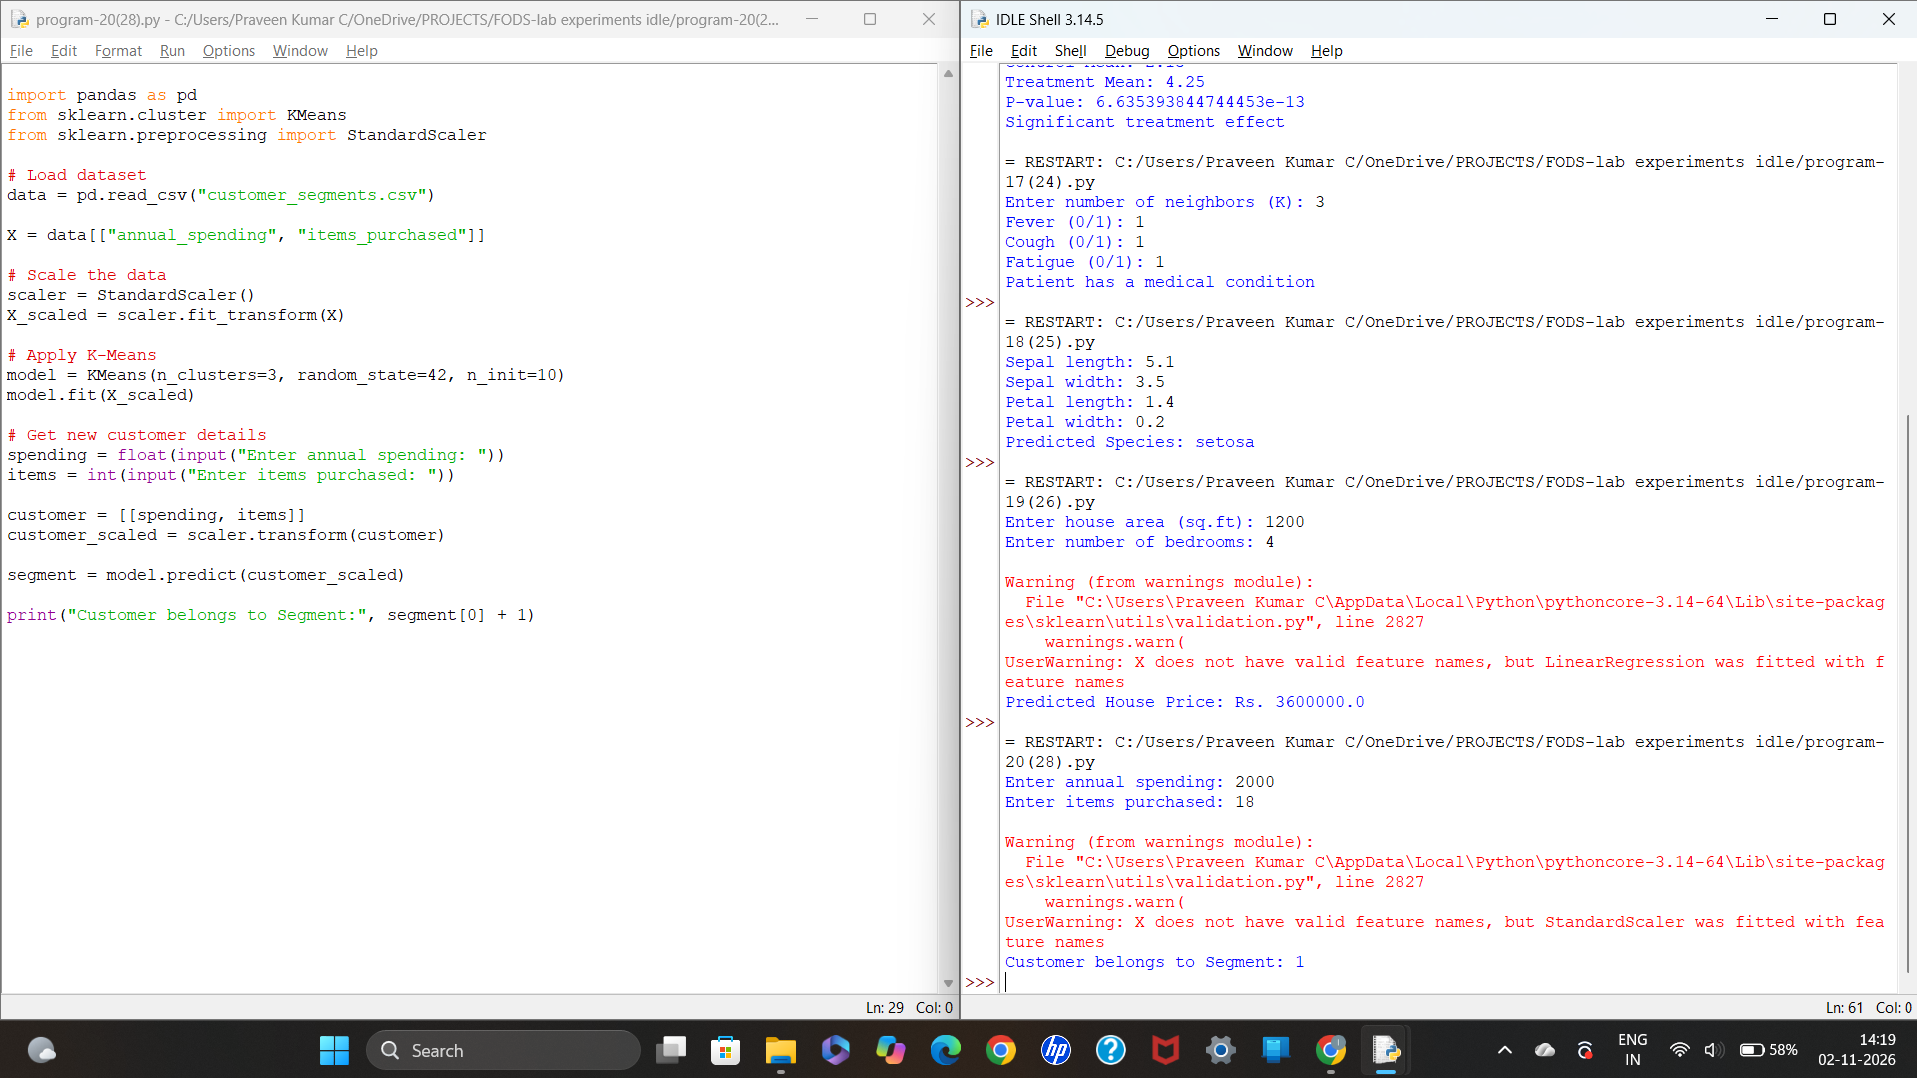 program-20(28).py - C:/Users/Praveen Kumar C/OneDrive/PROJECTS/FODS-lab experiments idle/program-20(2...
File Edit Format Run Options Window Help
import pandas as pd
from sklearn.cluster import KMeans
from sklearn.preprocessing import StandardScaler
# Load dataset
data = pd.read_csv("customer_segments.csv")
X = data[["annual_spending", "items_purchased"]]
# Scale the data
scaler = StandardScaler()
X_scaled = scaler.fit_transform(X)
# Apply K-Means
model = KMeans(n_clusters=3, random_state=42, n_init=10)
model.fit(X_scaled)
# Get new customer details
spending = float(input("Enter annual spending: "))
items = int(input("Enter items purchased: "))
customer = [[spending, items]]
customer_scaled = scaler.transform(customer)
segment = model.predict(customer_scaled)
print("Customer belongs to Segment:", segment[0] + 1)
Ln: 29 Col: 0
IDLE Shell 3.14.5
File Edit Shell Debug Options Window Help
Treatment Mean: 4.25
P-value: 6.635393844744453e-13
Significant treatment effect
= RESTART: C:/Users/Praveen Kumar C/OneDrive/PROJECTS/FODS-lab experiments idle/program-
17(24).py
Enter number of neighbors (K): 3
Fever (0/1): 1
Cough (0/1): 1
Fatigue (0/1): 1
Patient has a medical condition
>>>
= RESTART: C:/Users/Praveen Kumar C/OneDrive/PROJECTS/FODS-lab experiments idle/program-
18(25).py
Sepal length: 5.1
Sepal width: 3.5
Petal length: 1.4
Petal width: 0.2
Predicted Species: setosa
>>>
= RESTART: C:/Users/Praveen Kumar C/OneDrive/PROJECTS/FODS-lab experiments idle/program-
19(26).py
Enter house area (sq.ft): 1200
Enter number of bedrooms: 4
Warning (from warnings module):
File "C:\Users\Praveen Kumar C\AppData\Local\Python\pythoncore-3.14-64\Lib\site-packag
es\sklearn\utils\validation.py", line 2827
warnings.warn(
UserWarning: X does not have valid feature names, but LinearRegression was fitted with f
eature names
Predicted House Price: Rs. 3600000.0
>>>
= RESTART: C:/Users/Praveen Kumar C/OneDrive/PROJECTS/FODS-lab experiments idle/program-
20(28).py
Enter annual spending: 2000
Enter items purchased: 18
Warning (from warnings module):
File "C:\Users\Praveen Kumar C\AppData\Local\Python\pythoncore-3.14-64\Lib\site-packag
es\sklearn\utils\validation.py", line 2827
warnings.warn(
UserWarning: X does not have valid feature names, but StandardScaler was fitted with fea
ture names
Customer belongs to Segment: 1
>>>
Ln: 61 Col: 0
Search
hp
ENG
IN
58%
14:19
02-11-2026